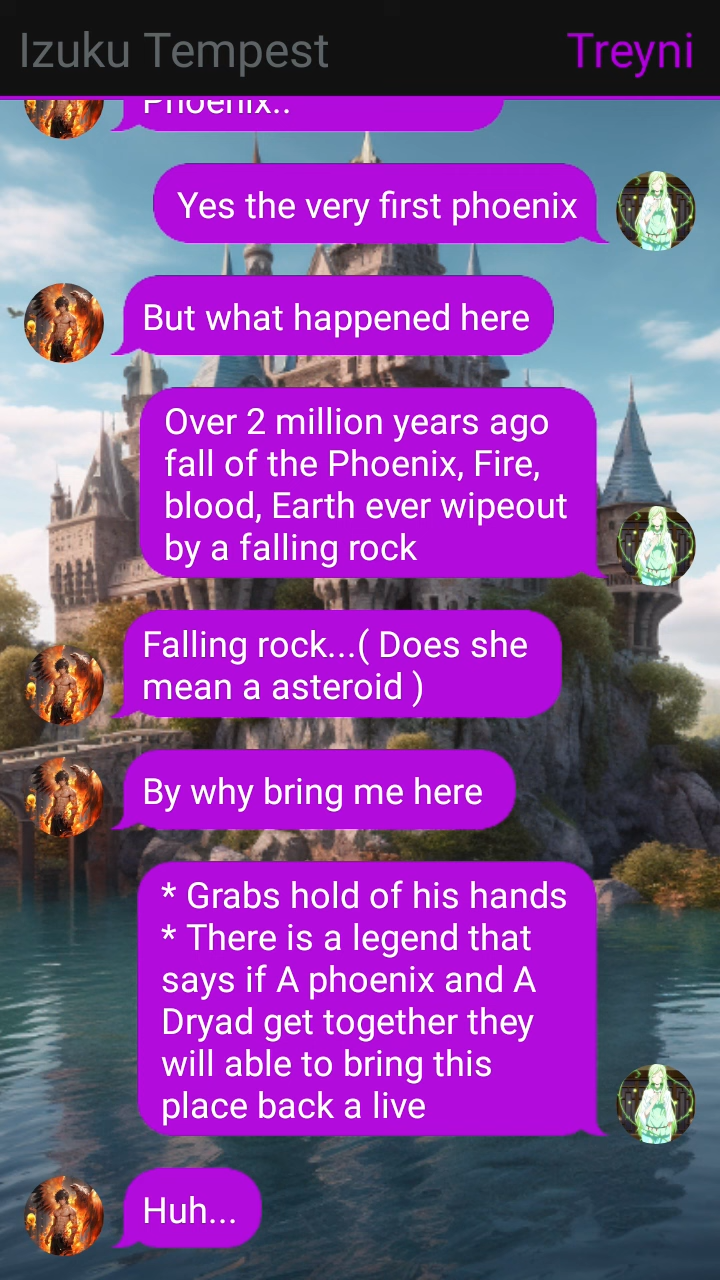 Izuku Tempest Treyni
Phoenix..
Yes the very first phoenix
But what happened here
Over 2 million years ago
fall of the Phoenix, Fire,
blood, Earth ever wipeout
by a falling rock
Falling rock...( Does she
mean a asteroid )
By why bring me here
* Grabs hold of his hands
* There is a legend that
says if A phoenix and A
Dryad get together they
will able to bring this
place back a live
Huh...